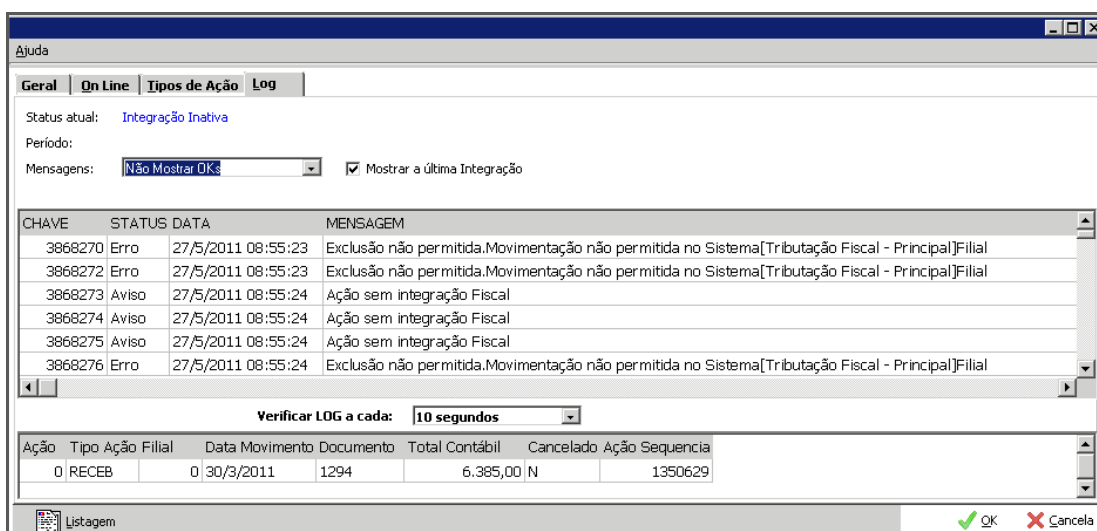 Ajuda
Geral On Line Tipos de Ação Log
Status atual: Integração Inativa
Período:
Mensagens: Não Mostrar OKs Mostrar a última Integração
CHAVE STATUS DATA MENSAGEM
3868270 Erro 27/5/2011 08:55:23 Exclusão não permitida.Movimentação não permitida no Sistema[Tributação Fiscal - Principal]Filial
3868272 Erro 27/5/2011 08:55:23 Exclusão não permitida.Movimentação não permitida no Sistema[Tributação Fiscal - Principal]Filial
3868273 Aviso 27/5/2011 08:55:24 Ação sem integração Fiscal
3868274 Aviso 27/5/2011 08:55:24 Ação sem integração Fiscal
3868275 Aviso 27/5/2011 08:55:24 Ação sem integração Fiscal
3868276 Erro 27/5/2011 08:55:24 Exclusão não permitida.Movimentação não permitida no Sistema[Tributação Fiscal - Principal]Filial
Verificar LOG a cada: 10 segundos
Ação Tipo Ação Filial Data Movimento Documento Total Contábil Cancelado Ação Sequencia
0 RECEB 0 30/3/2011 1294 6.385,00 N 1350629
Listagem OK Cancela